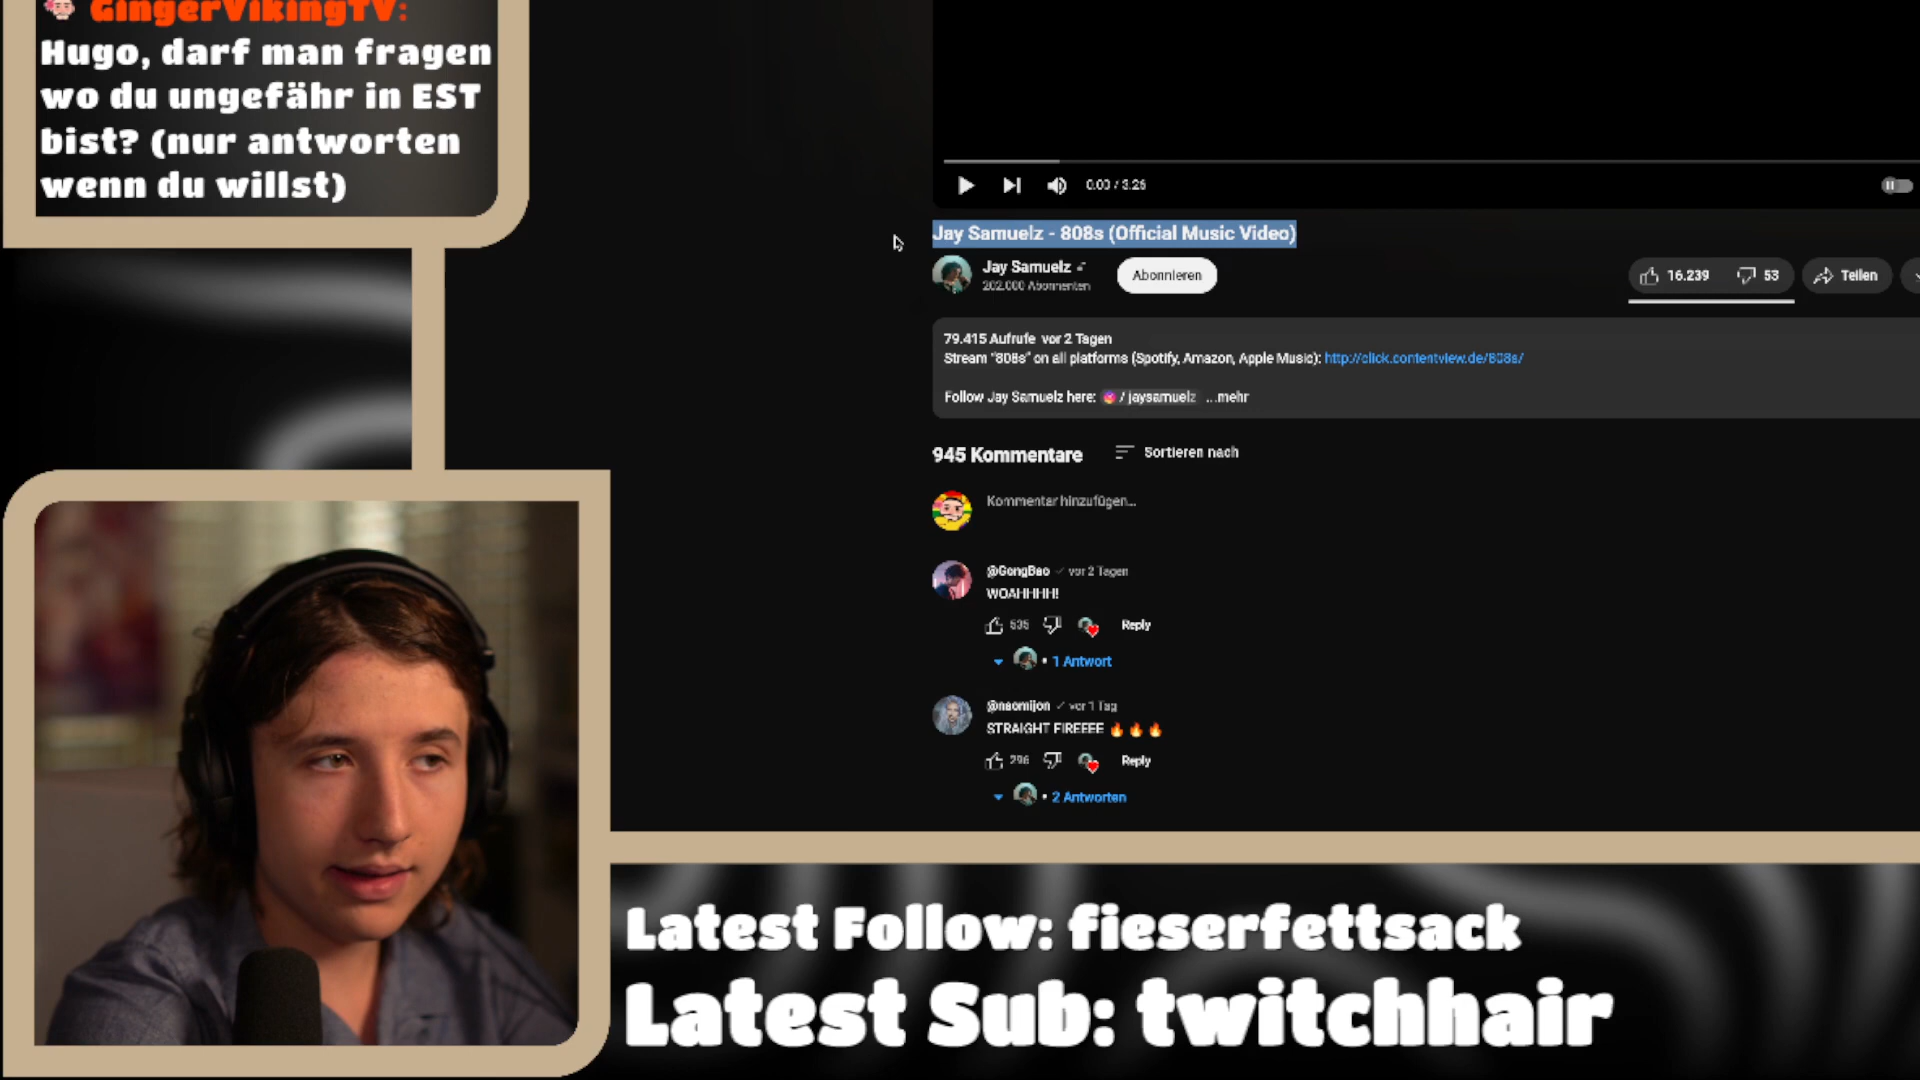 GingerVikingTV:
Hugo, darf man fragen
wo du ungefähr in EST
bist? (nur antworten
wenn du willst)
0:00 / 3:26
Jay Samuelz - 808s (Official Music Video)
Jay Samuelz
202.000 Abonnenten
Abonnieren
16.239
53
Teilen
79.415 Aufrufe vor 2 Tagen
Stream "808s" on all platforms (Spotify, Amazon, Apple Music): http://click.contentview.de/808s/
Follow Jay Samuelz here: / jaysamuelz ...mehr
945 Kommentare
Sortieren nach
Kommentar hinzufügen...
@GongBao vor 2 Tagen
WOAHHHH!
535
Reply
• 1 Antwort
@naomijon vor 1 Tag
STRAIGHT FIREEEE 🔥🔥🔥
296
Reply
• 2 Antworten
Latest Follow: fieserfettsack
Latest Sub: twitchhair